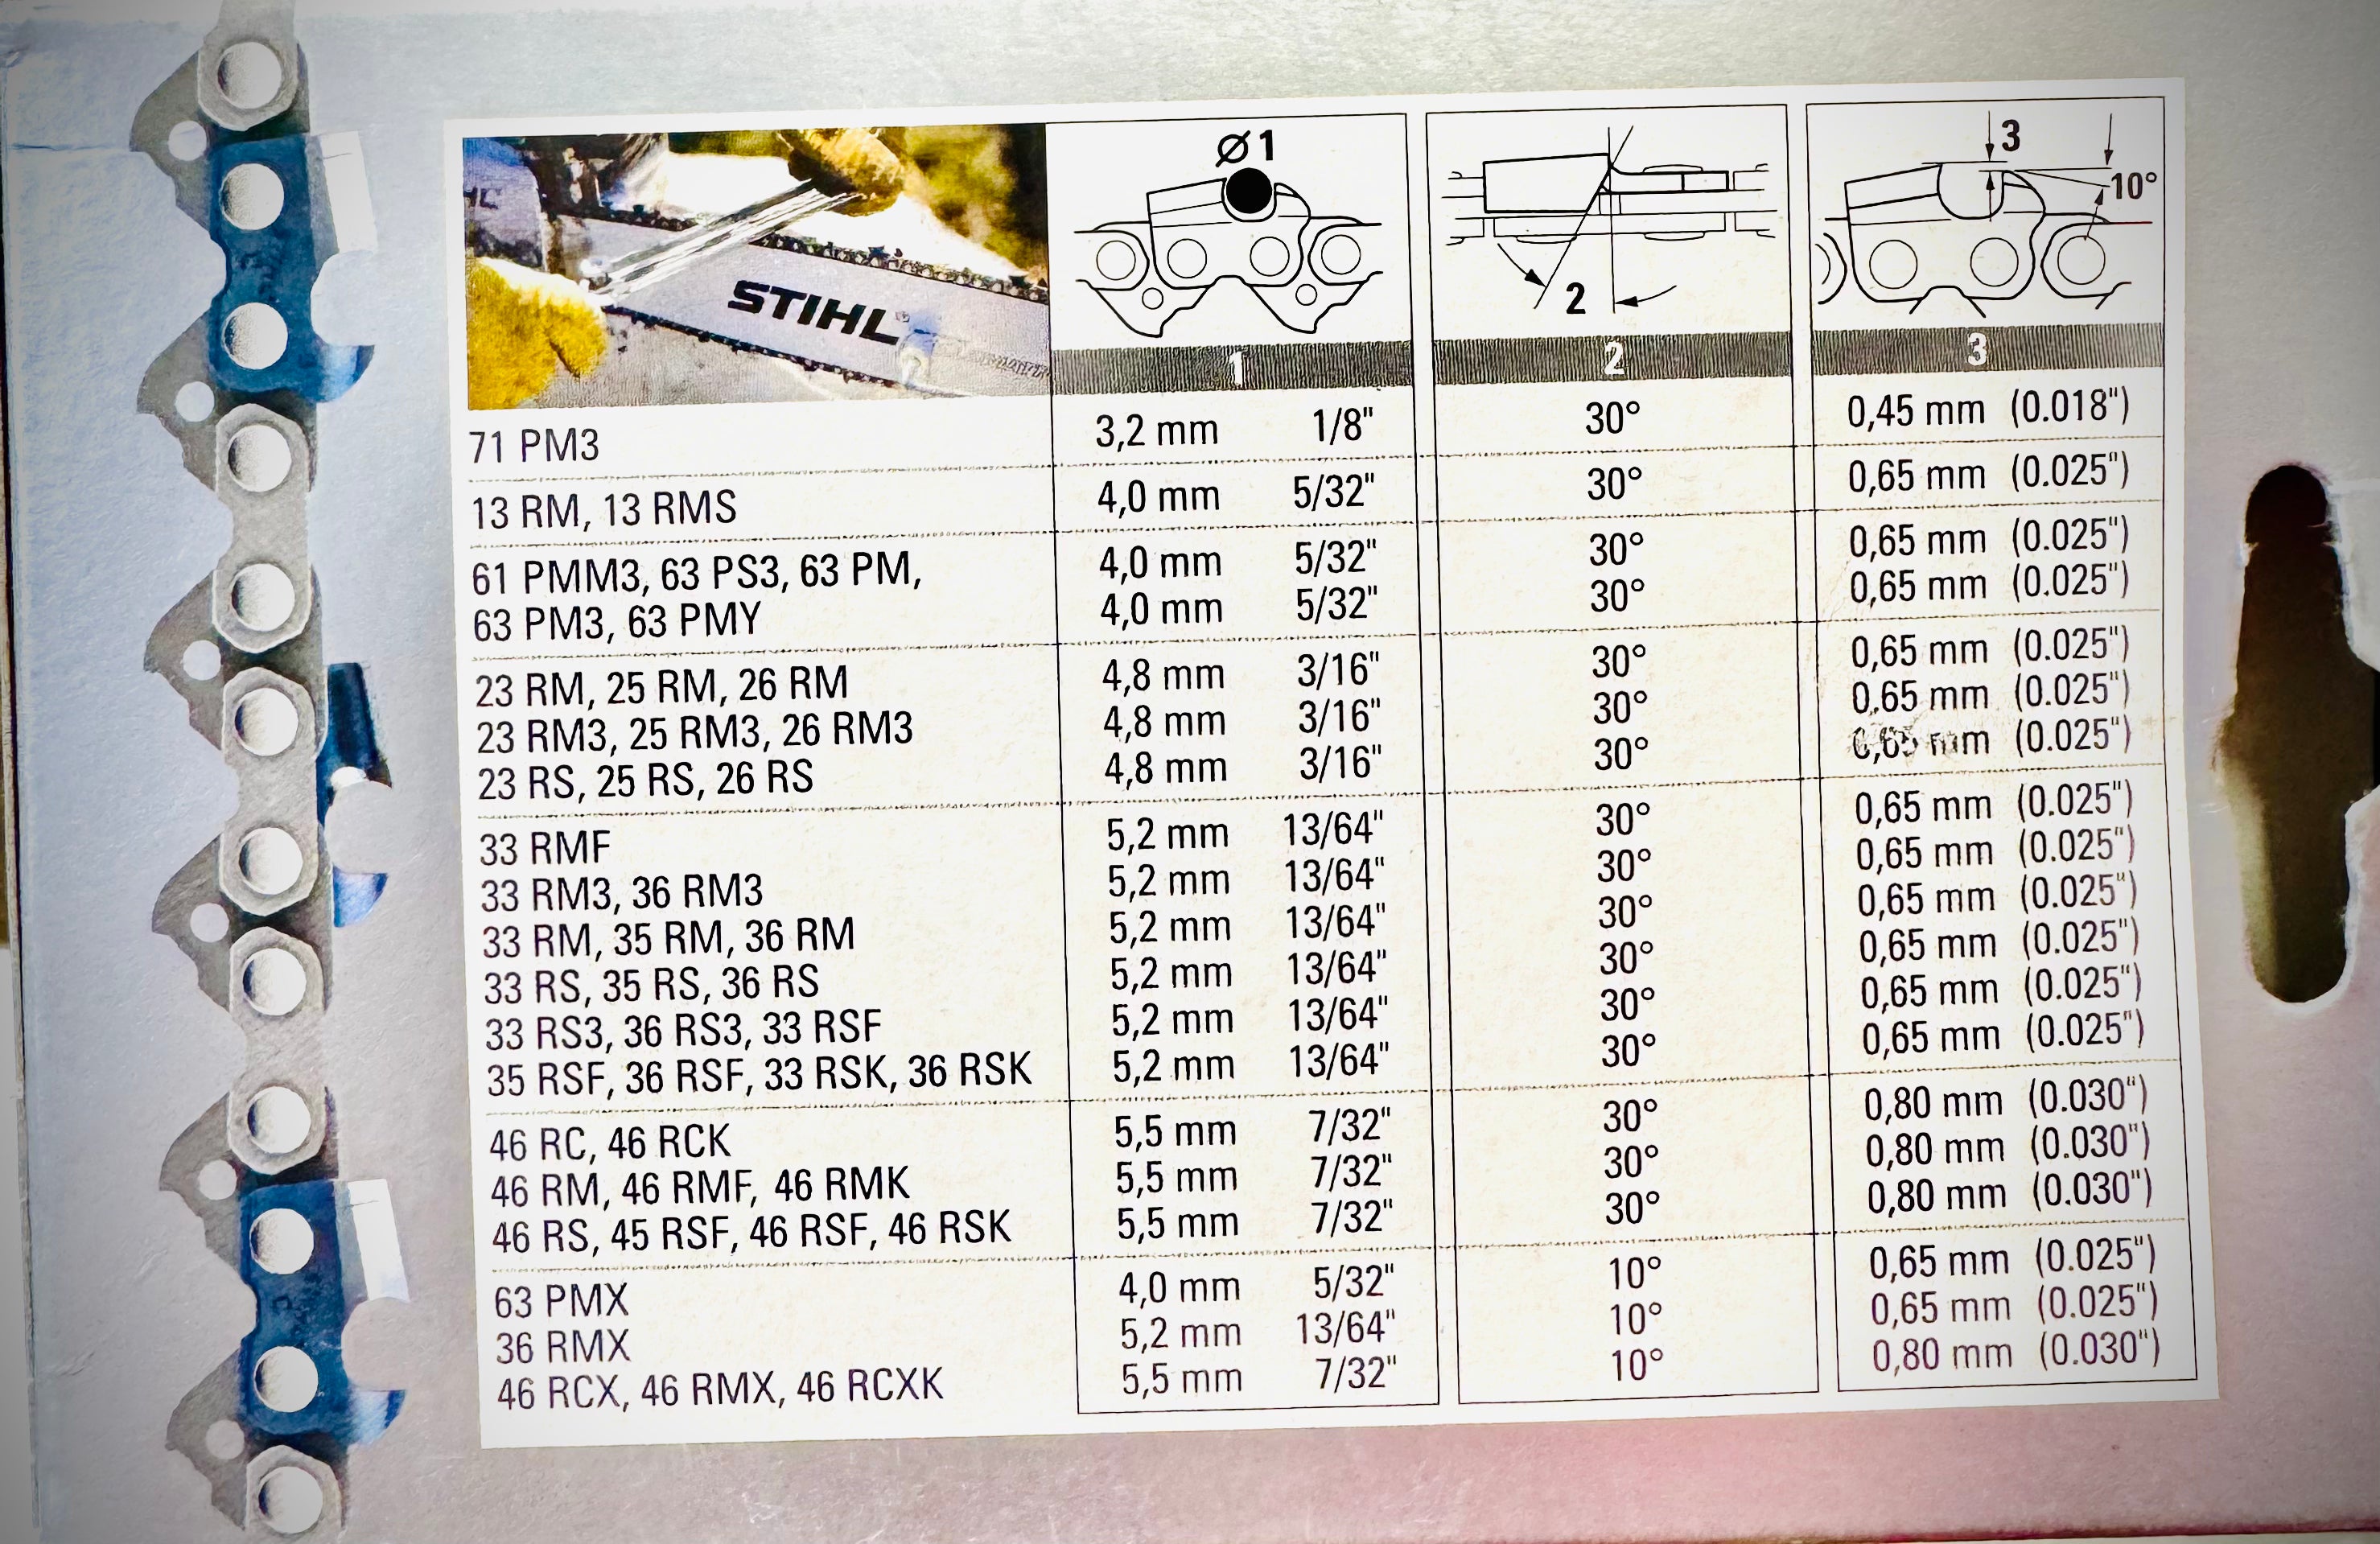 Ø 1
3
10°
STIHL®
2
1 2 3
71 PM3 3,2 mm 1/8" 30° 0,45 mm (0.018")
13 RM, 13 RMS 4,0 mm 5/32" 30° 0,65 mm (0.025")
61 PMM3, 63 PS3, 63 PM, 4,0 mm 5/32" 30° 0,65 mm (0.025")
63 PM3, 63 PMY 4,0 mm 5/32" 30° 0,65 mm (0.025")
23 RM, 25 RM, 26 RM 4,8 mm 3/16" 30° 0,65 mm (0.025")
23 RM3, 25 RM3, 26 RM3 4,8 mm 3/16" 30° 0,65 mm (0.025")
23 RS, 25 RS, 26 RS 4,8 mm 3/16" 30° 0,65 mm (0.025")
33 RMF 5,2 mm 13/64" 30° 0,65 mm (0.025")
33 RM3, 36 RM3 5,2 mm 13/64" 30° 0,65 mm (0.025")
33 RM, 35 RM, 36 RM 5,2 mm 13/64" 30° 0,65 mm (0.025")
33 RS, 35 RS, 36 RS 5,2 mm 13/64" 30° 0,65 mm (0.025")
33 RS3, 36 RS3, 33 RSF 5,2 mm 13/64" 30° 0,65 mm (0.025")
35 RSF, 36 RSF, 33 RSK, 36 RSK 5,2 mm 13/64" 30° 0,65 mm (0.025")
46 RC, 46 RCK 5,5 mm 7/32" 30° 0,80 mm (0.030")
46 RM, 46 RMF, 46 RMK 5,5 mm 7/32" 30° 0,80 mm (0.030")
46 RS, 45 RSF, 46 RSF, 46 RSK 5,5 mm 7/32" 30° 0,80 mm (0.030")
63 PMX 4,0 mm 5/32" 10° 0,65 mm (0.025")
36 RMX 5,2 mm 13/64" 10° 0,65 mm (0.025")
46 RCX, 46 RMX, 46 RCXK 5,5 mm 7/32" 10° 0,80 mm (0.030")